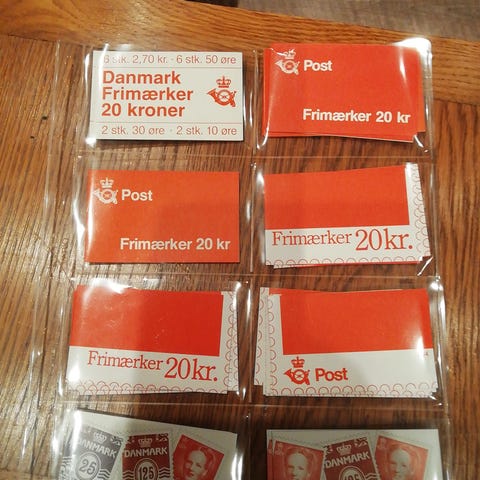 6 stk. 2,70 kr. · 6 stk. 50 øre
Danmark
Frimærker
20 kroner
2 stk. 30 øre · 2 stk. 10 øre
Post
Frimærker 20 kr
Post
Frimærker 20 kr
Frimærker 20kr.
Frimærker 20kr.
Post
DANMARK
25
DANMARK
125
DANMARK
DANMARK